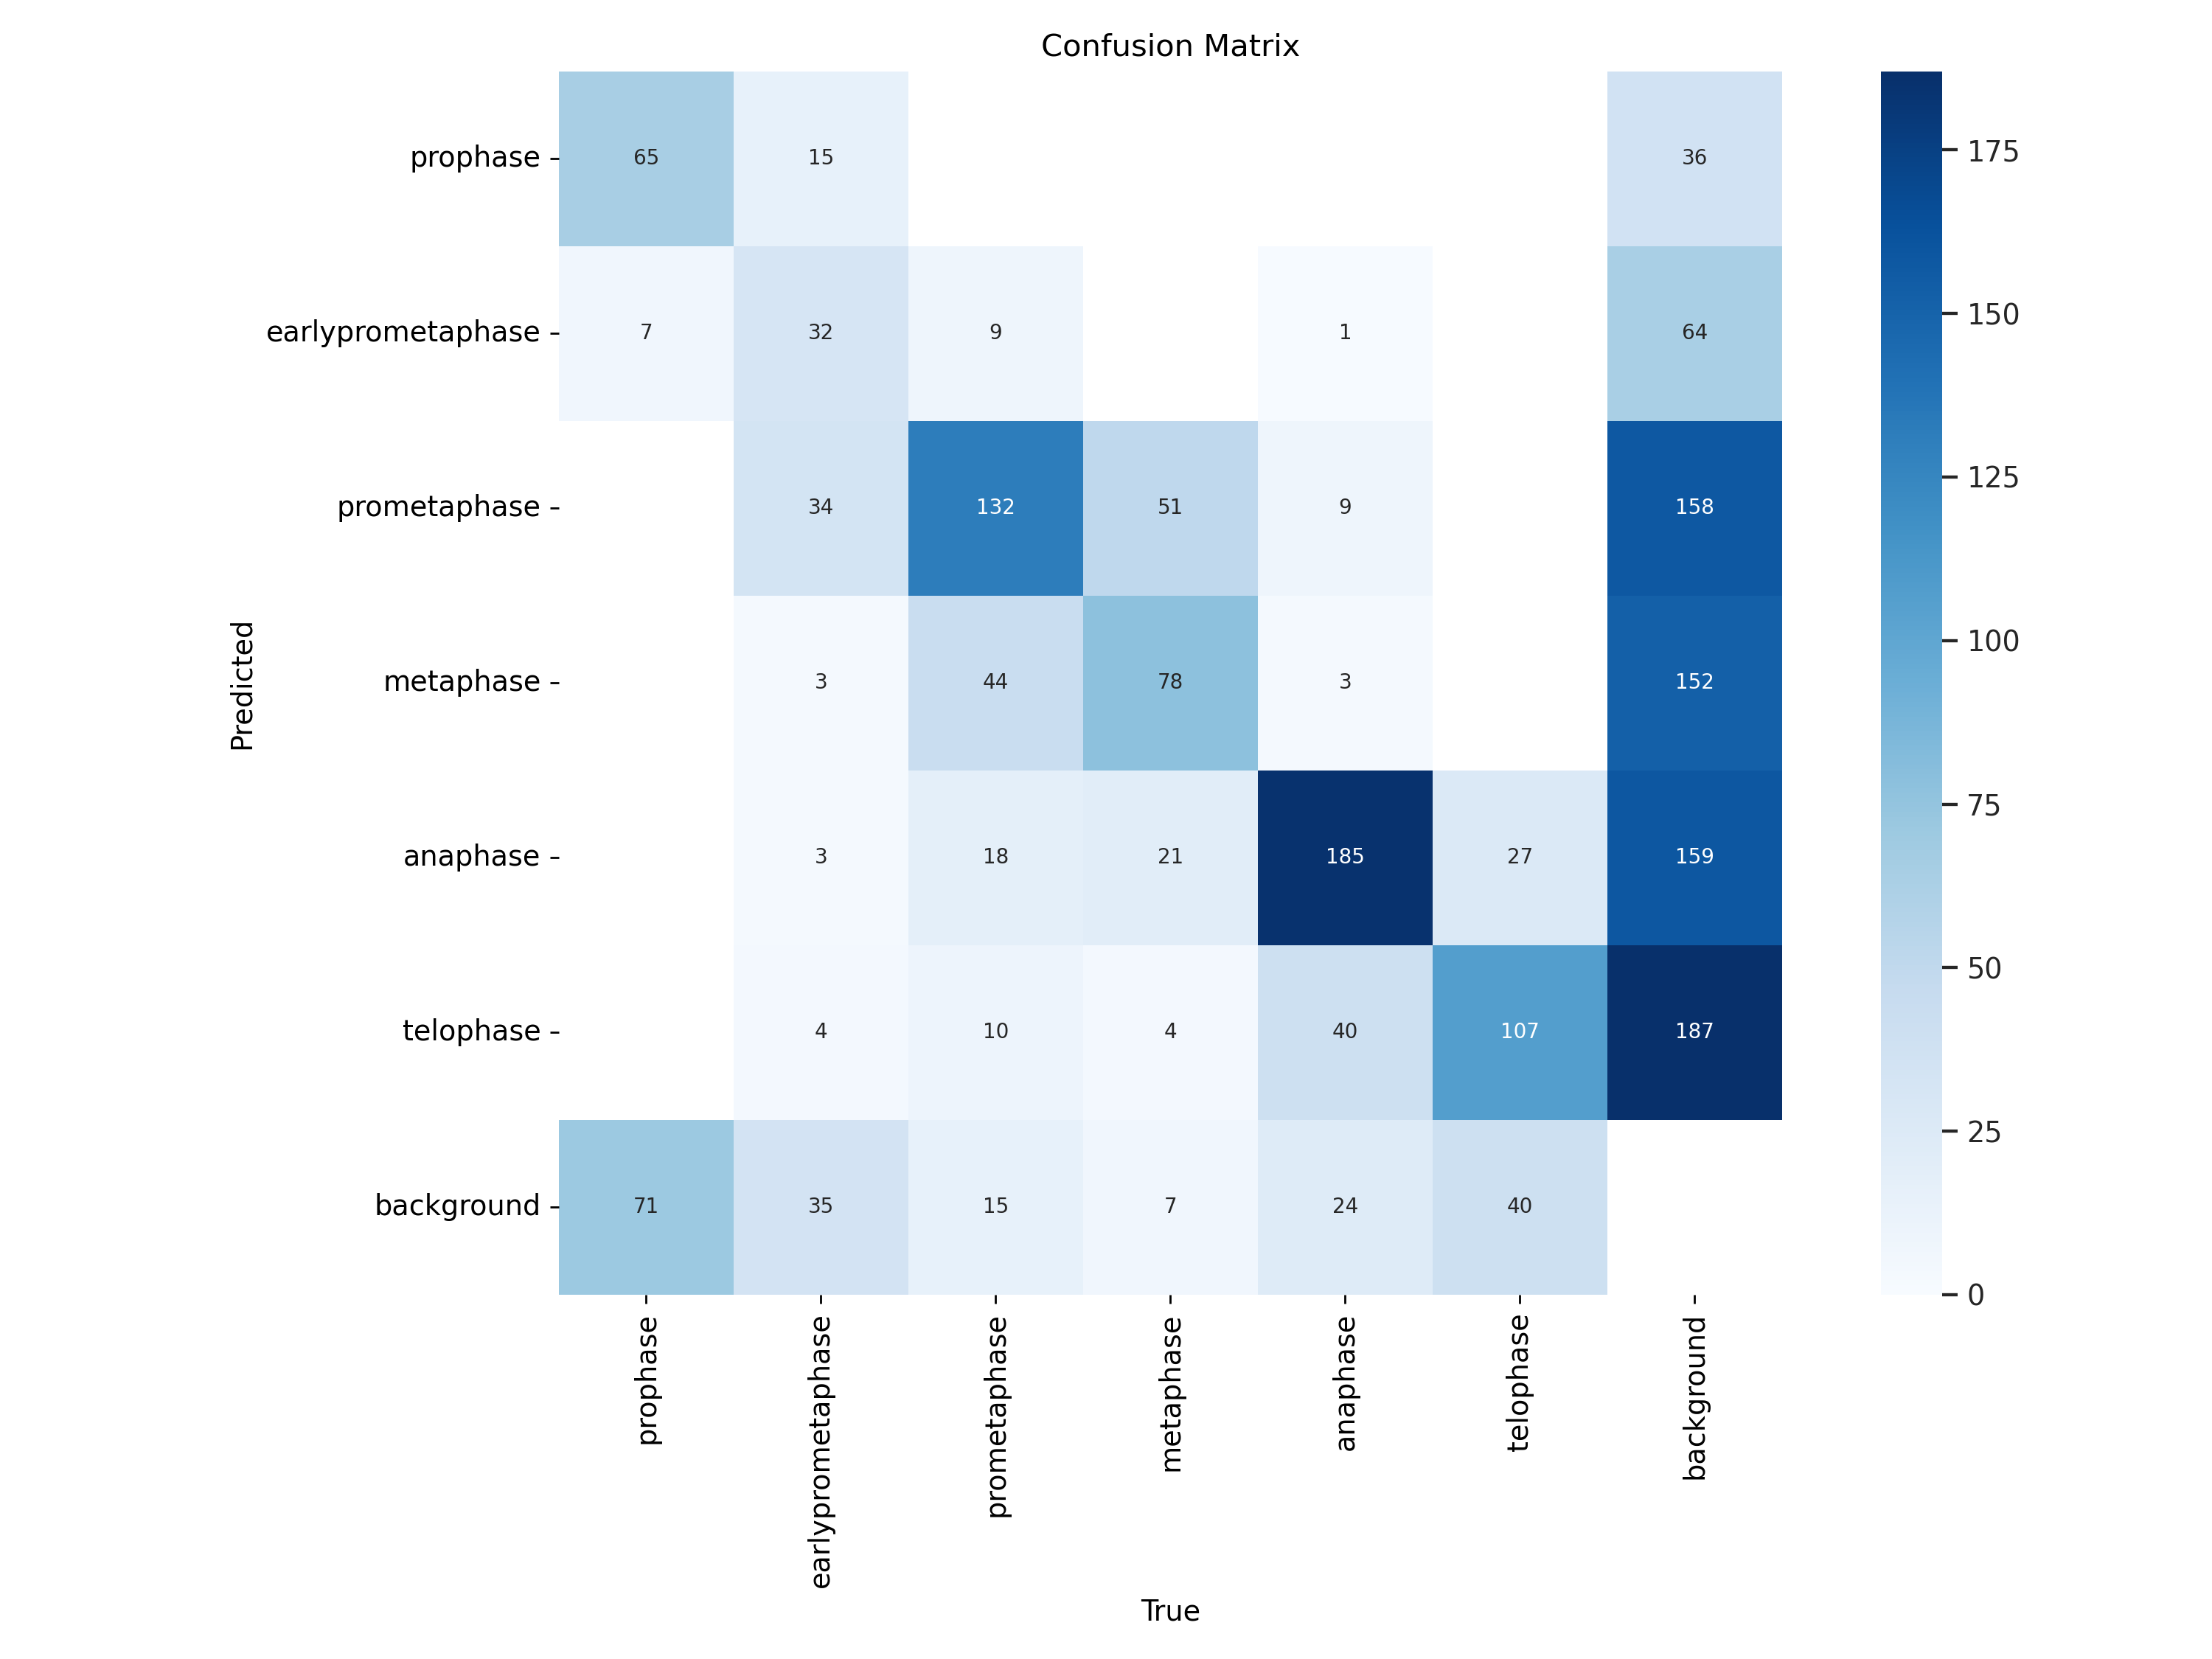 Confusion Matrix
prophase 65 15 36
earlyprometaphase 7 32 9 1 64
prometaphase 34 132 51 9 158
metaphase 3 44 78 3 152
anaphase 3 18 21 185 27 159
telophase 4 10 4 40 107 187
background 71 35 15 7 24 40
Predicted
prophase
earlyprometaphase
prometaphase
metaphase
anaphase
telophase
background
True
175
150
125
100
75
50
25
0